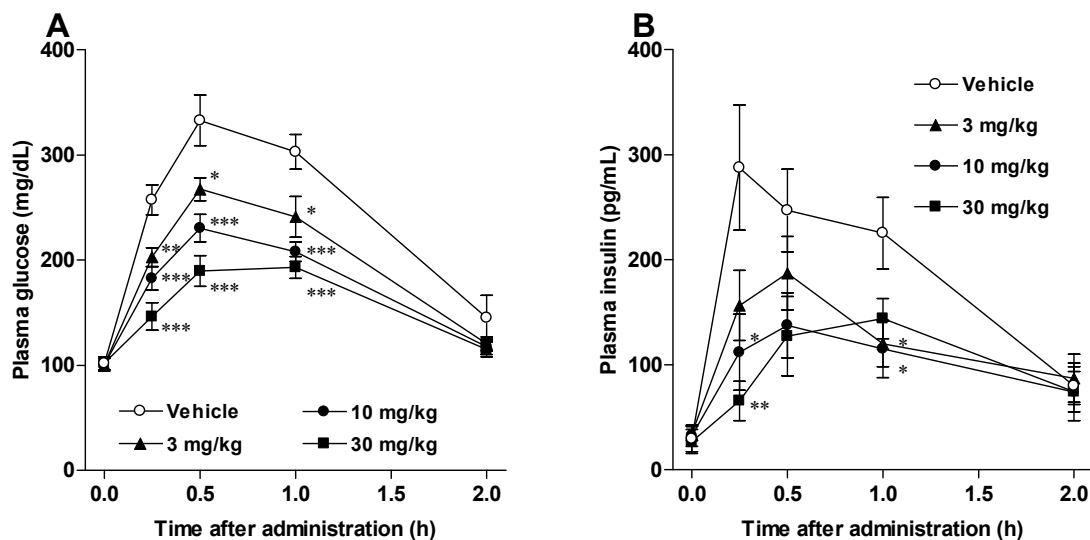 A
Plasma glucose (mg/dL)
400
300
200
100
0
*
*
**
***
***
***
***
***
***
Vehicle
10 mg/kg
3 mg/kg
30 mg/kg
0.0
0.5
1.0
1.5
2.0
Time after administration (h)
B
Plasma insulin (pg/mL)
400
300
200
100
0
Vehicle
3 mg/kg
10 mg/kg
30 mg/kg
*
*
*
**
0.0
0.5
1.0
1.5
2.0
Time after administration (h)